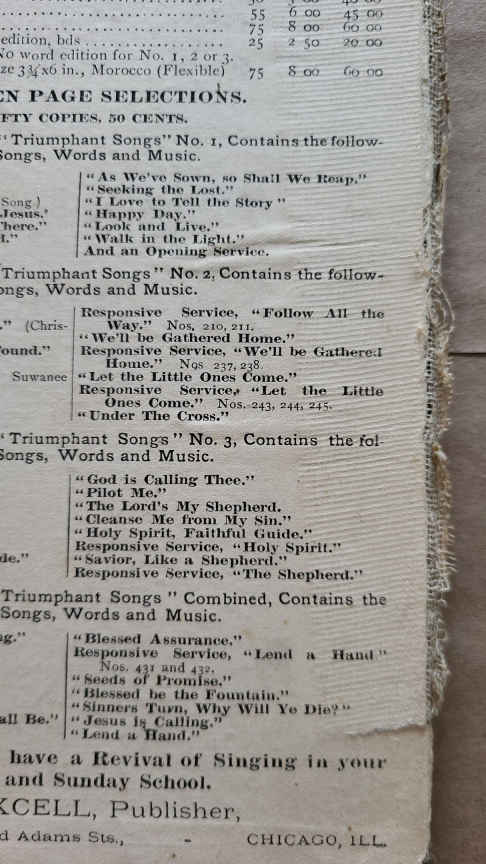 55 6 00 45 00
75 8 00 60 00
edition, bds 25 2 50 20 00
No word edition for No. 1, 2 or 3.
ze 3¾x6 in., Morocco (Flexible) 75 8 00 60 00
EN PAGE SELECTIONS.
FTY COPIES, 50 CENTS.
"Triumphant Songs" No. 1, Contains the follow-
Songs, Words and Music.
"As We've Sown, so Shall We Reap."
"Seeking the Lost."
Song.) "I Love to Tell the Story"
Jesus.' "Happy Day."
here." "Look and Live."
"Walk in the Light."
And an Opening Service.
Triumphant Songs" No. 2, Contains the follow-
ongs, Words and Music.
Responsive Service, "Follow All the
" (Chris- Way." Nos. 210, 211.
"We'll be Gathered Home."
ound." Responsive Service, "We'll be Gathered
Home." Nos 237, 238.
Suwanee "Let the Little Ones Come."
Responsive Service, "Let the Little
Ones Come." Nos. 243, 244, 245.
"Under The Cross."
"Triumphant Songs" No. 3, Contains the fol-
Songs, Words and Music.
"God is Calling Thee."
"Pilot Me."
"The Lord's My Shepherd.
"Cleanse Me from My Sin."
"Holy Spirit, Faithful Guide."
Responsive Service, "Holy Spirit."
de." "Savior, Like a Shepherd."
Responsive Service, "The Shepherd."
Triumphant Songs" Combined, Contains the
Songs, Words and Music.
ng." "Blessed Assurance."
Responsive Service, "Lend a Hand"
Nos. 431 and 432.
"Seeds of Promise."
"Blessed be the Fountain."
"Sinners Turn, Why Will Ye Die?"
all Be." "Jesus is Calling."
"Lend a Hand."
have a Revival of Singing in your
and Sunday School.
XCELL, Publisher,
d Adams Sts., - CHICAGO, ILL.